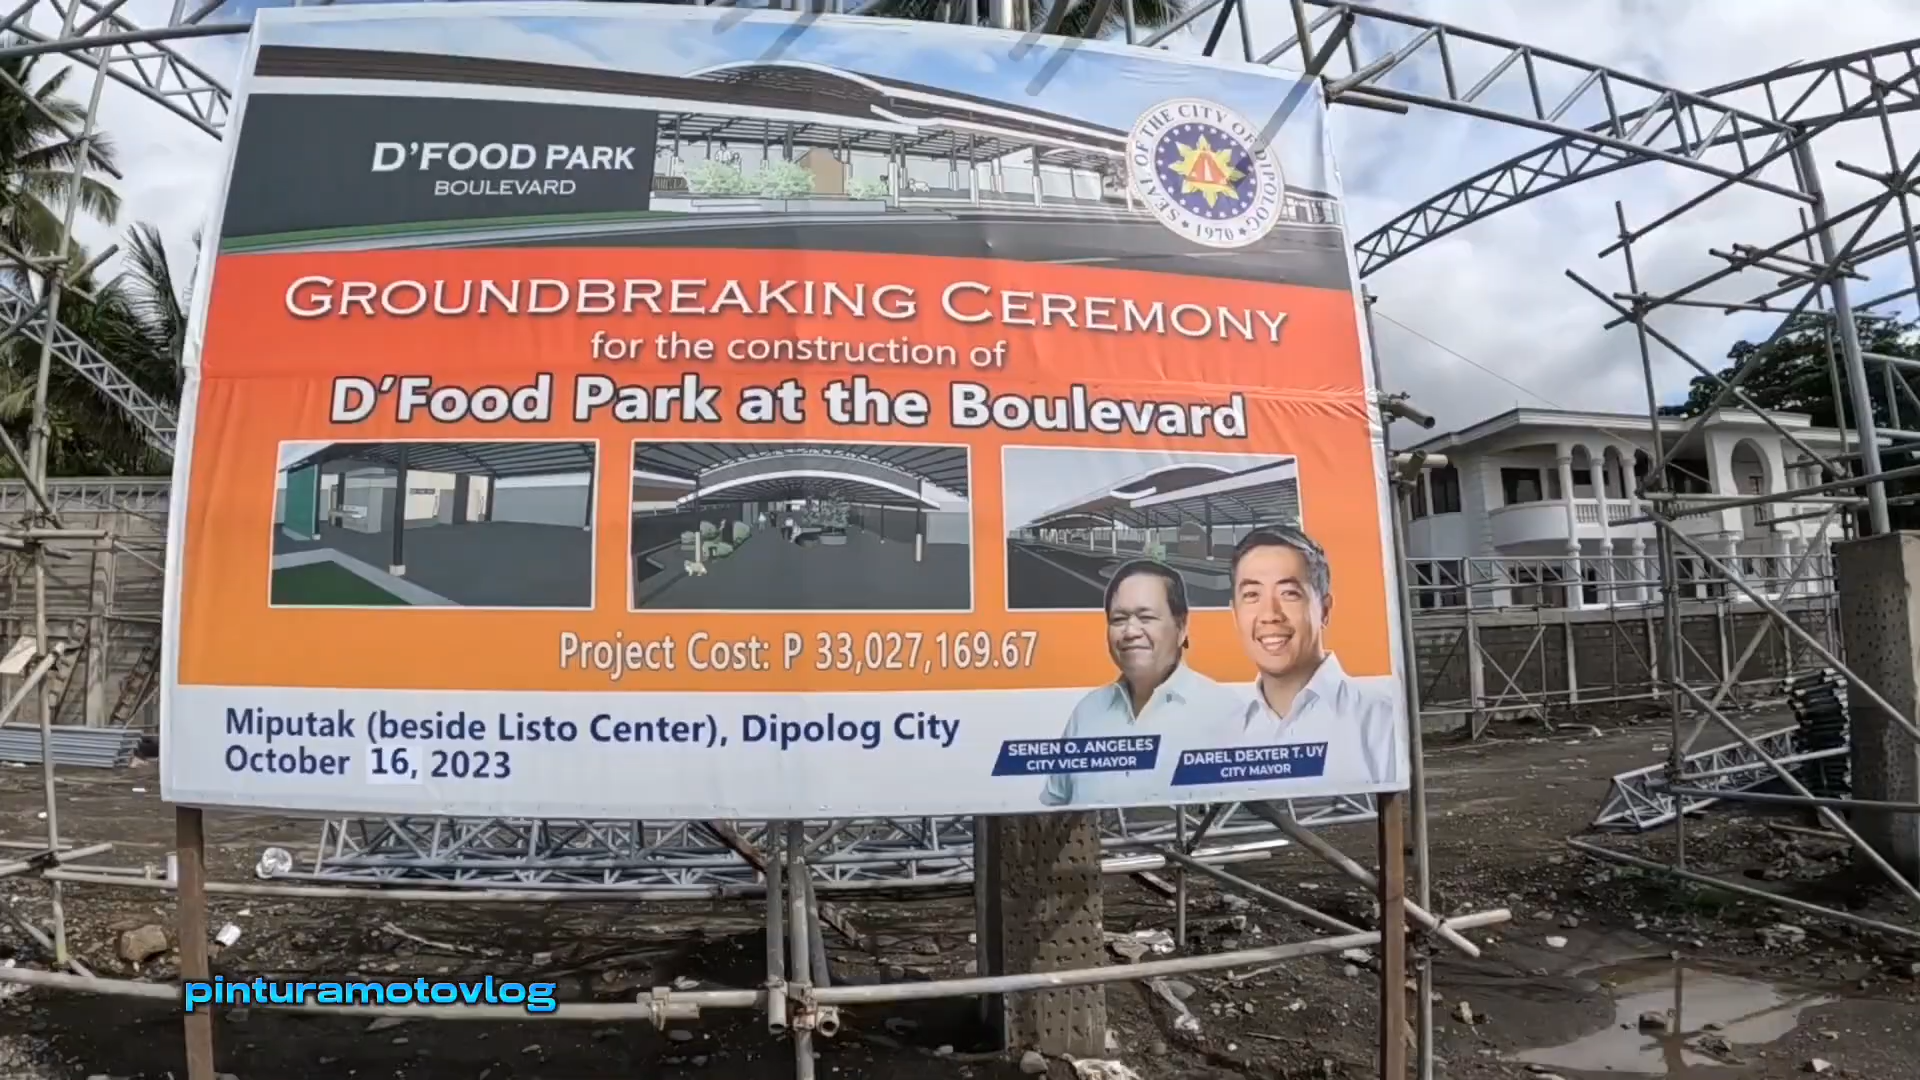 D'FOOD PARK
BOULEVARD
SEAL OF THE CITY OF DIPOLOG
1970
GROUNDBREAKING CEREMONY
for the construction of
D'Food Park at the Boulevard
Project Cost: P 33,027,169.67
Miputak (beside Listo Center), Dipolog City
October 16, 2023
SENEN O. ANGELES
CITY VICE MAYOR
DAREL DEXTER T. UY
CITY MAYOR
pinturamotovlog